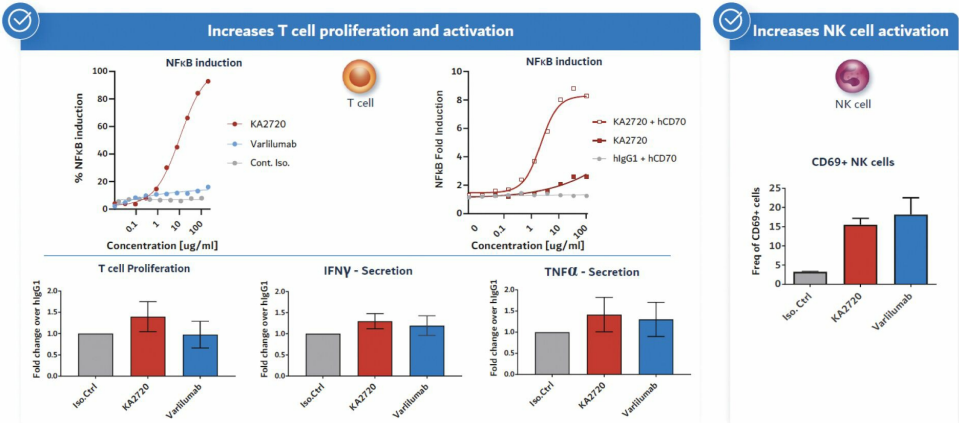 Increases T cell proliferation and activation
NFκB induction
% NFκB induction
100
80
60
40
20
0
0.1
1
10
100
Concentration [ug/ml]
KA2720
Varlilumab
Cont. Iso.
T cell
NFκB induction
NFkB Fold Induction
10
8
6
4
2
0
0
0.1
1
10
100
Concentration [ug/ml]
KA2720 + hCD70
KA2720
hIgG1 + hCD70
T cell Proliferation
Fold change over hIgG1
2.0
1.5
1.0
0.5
0
Iso.Ctrl
KA2720
Varlilumab
IFNγ - Secretion
Fold change over hIgG1
2.0
1.5
1.0
0.5
0
Iso.Ctrl
KA2720
Varlilumab
TNFα - Secretion
Fold change over hIgG1
2.0
1.5
1.0
0.5
0
Iso.Ctrl
KA2720
Varlilumab
Increases NK cell activation
NK cell
CD69+ NK cells
Freq of CD69+ cells
25
20
15
10
5
0
Iso. Ctrl
KA2720
Varlilumab